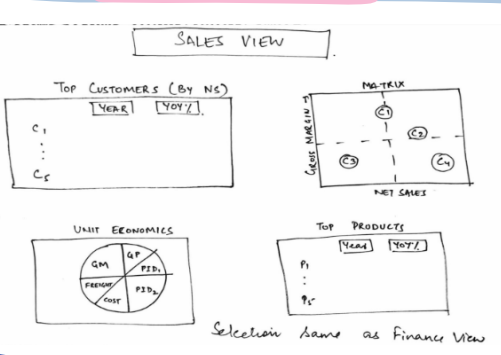 SALES VIEW
TOP CUSTOMERS (BY NS)
YEAR YOY%
C1
C5
MATRIX
GROSS MARGIN →
C1
C2
C3
C4
NET SALES
UNIT ECONOMICS
GM
GP
PID1
FREIGHT
COST
PID2
TOP PRODUCTS
Year YOY%
P1
P5
Selection same as Finance View